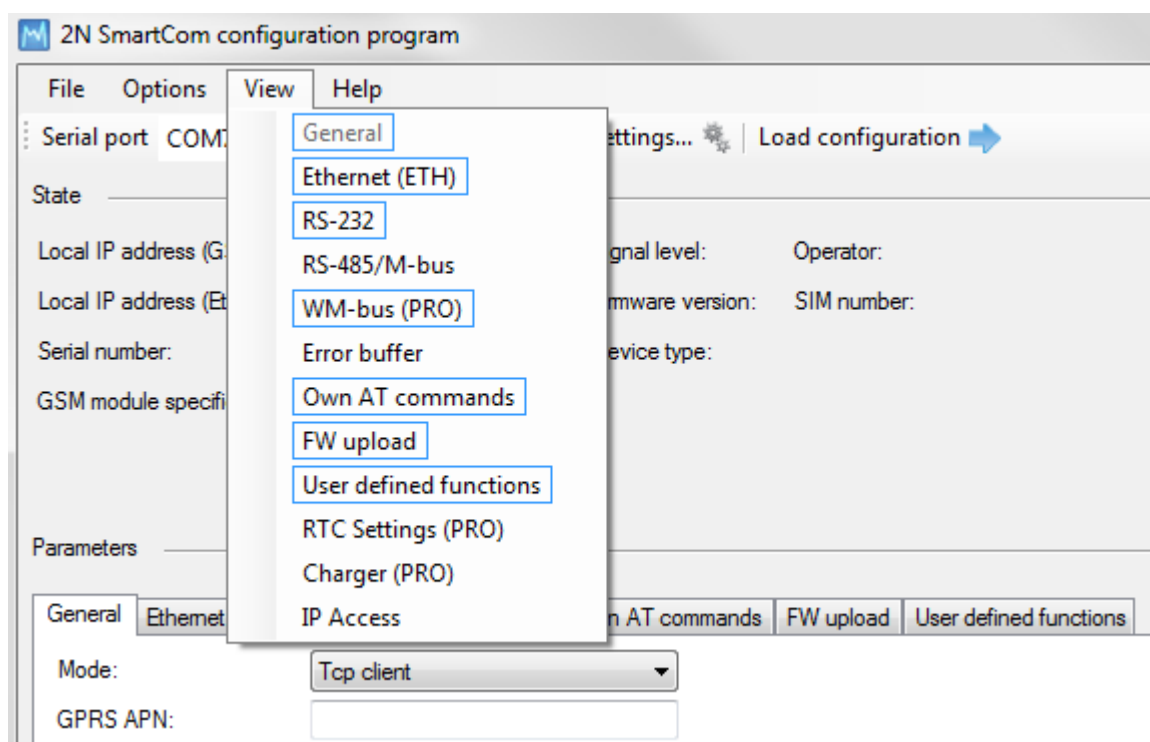 2N SmartCom configuration program
File Options View Help
Serial port COM7 ettings... Load configuration
General
Ethernet (ETH)
State
RS-232
Local IP address (G gnal level: Operator:
RS-485/M-bus
Local IP address (Et mware version: SIM number:
WM-bus (PRO)
Serial number: evice type:
Error buffer
GSM module specifi
Own AT commands
FW upload
User defined functions
RTC Settings (PRO)
Parameters
Charger (PRO)
General Ethernet n AT commands FW upload User defined functions
IP Access
Mode: Tcp client
GPRS APN: